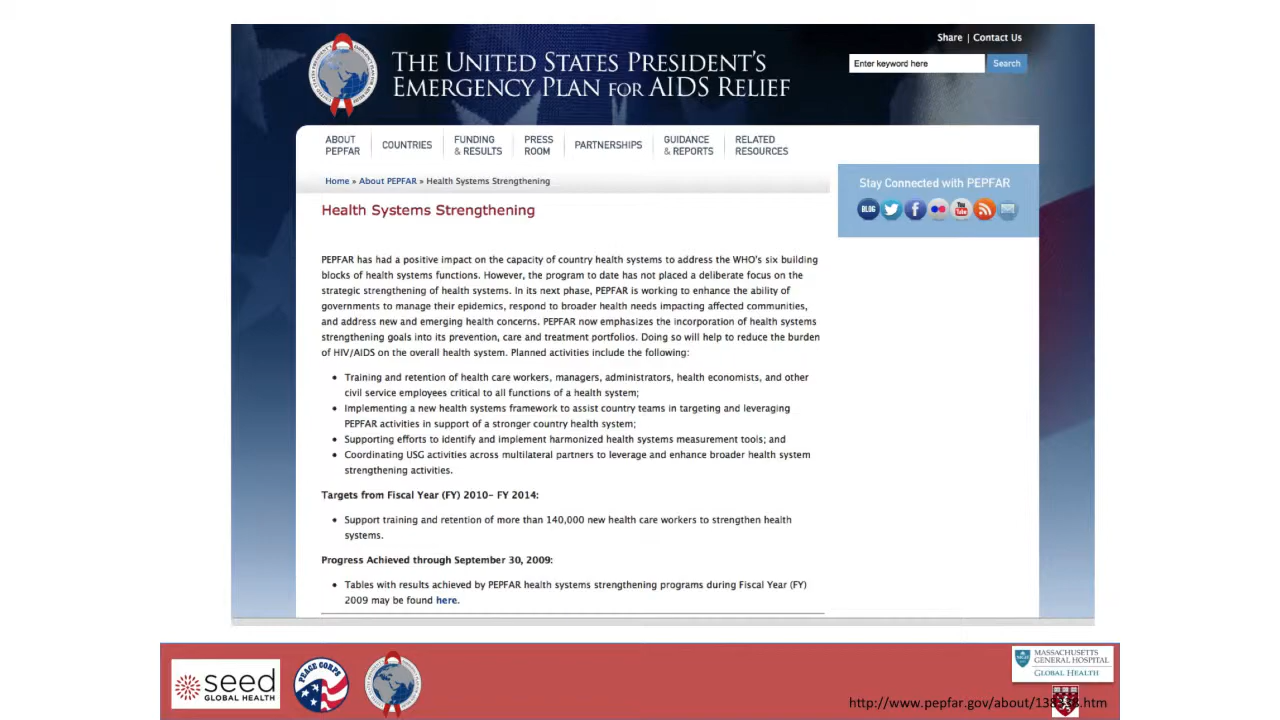 Share | Contact Us
THE UNITED STATES PRESIDENT'S
EMERGENCY PLAN FOR AIDS RELIEF
Enter keyword here
Search
ABOUT PEPFAR
COUNTRIES
FUNDING & RESULTS
PRESS ROOM
PARTNERSHIPS
GUIDANCE & REPORTS
RELATED RESOURCES
Home » About PEPFAR » Health Systems Strengthening
Stay Connected with PEPFAR
BLOG
You Tube
Health Systems Strengthening
PEPFAR has had a positive impact on the capacity of country health systems to address the WHO's six building
blocks of health systems functions. However, the program to date has not placed a deliberate focus on the
strategic strengthening of health systems. In its next phase, PEPFAR is working to enhance the ability of
governments to manage their epidemics, respond to broader health needs impacting affected communities,
and address new and emerging health concerns. PEPFAR now emphasizes the incorporation of health systems
strengthening goals into its prevention, care and treatment portfolios. Doing so will help to reduce the burden
of HIV/AIDS on the overall health system. Planned activities include the following:
• Training and retention of health care workers, managers, administrators, health economists, and other
civil service employees critical to all functions of a health system;
• Implementing a new health systems framework to assist country teams in targeting and leveraging
PEPFAR activities in support of a stronger country health system;
• Supporting efforts to identify and implement harmonized health systems measurement tools; and
• Coordinating USG activities across multilateral partners to leverage and enhance broader health system
strengthening activities.
Targets from Fiscal Year (FY) 2010- FY 2014:
• Support training and retention of more than 140,000 new health care workers to strengthen health
systems.
Progress Achieved through September 30, 2009:
• Tables with results achieved by PEPFAR health systems strengthening programs during Fiscal Year (FY)
2009 may be found here.
seed
GLOBAL HEALTH
PEACE CORPS
MASSACHUSETTS
GENERAL HOSPITAL
GLOBAL HEALTH